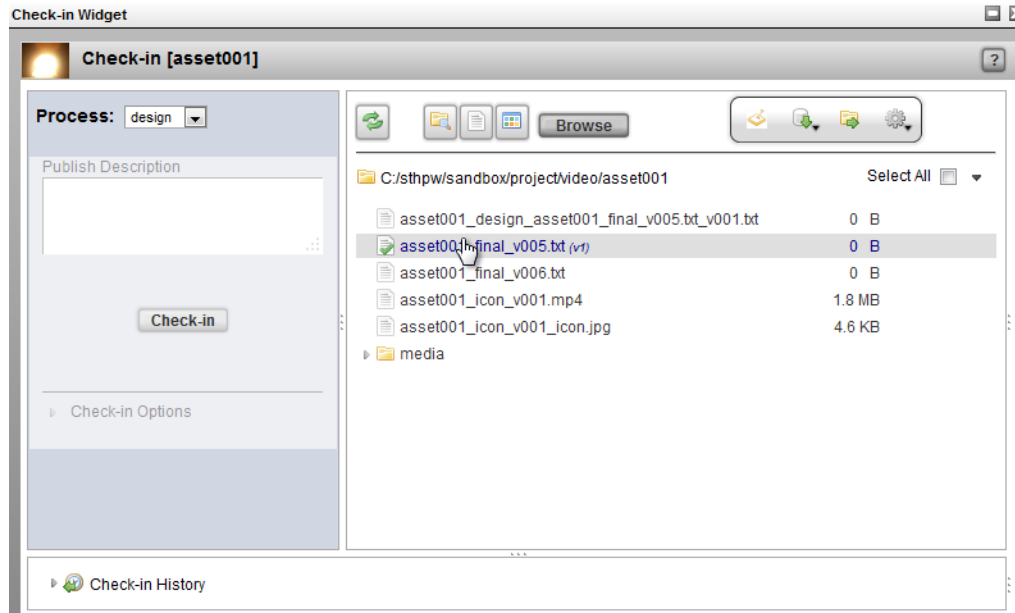 Check-in Widget
Check-in [asset001]
?
Process: design
Publish Description
Check-in
Check-in Options
Browse
C:/sthpw/sandbox/project/video/asset001
Select All
asset001_design_asset001_final_v005.txt_v001.txt 0 B
asset001_final_v005.txt (v1) 0 B
asset001_final_v006.txt 0 B
asset001_icon_v001.mp4 1.8 MB
asset001_icon_v001_icon.jpg 4.6 KB
media
Check-in History